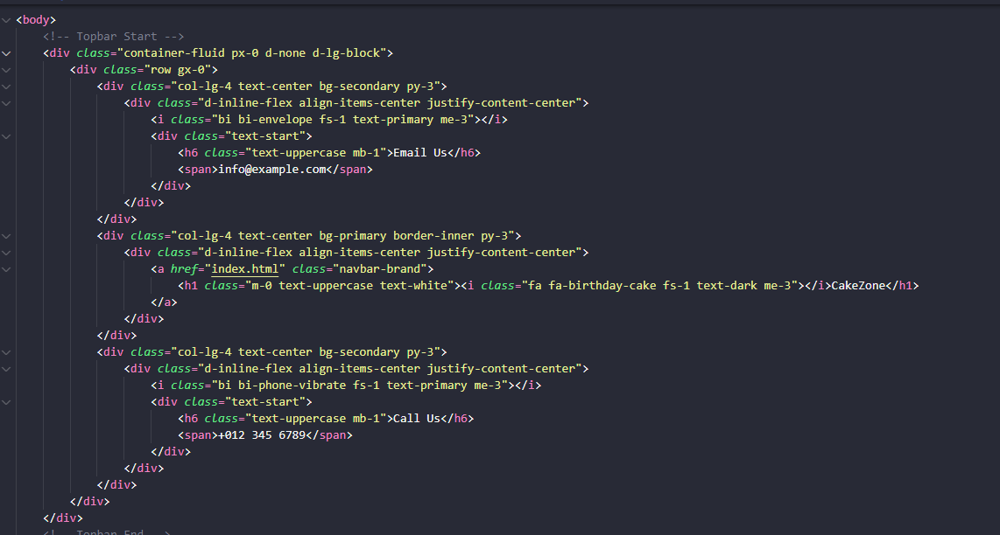 <body>
<!-- Topbar Start -->
<div class="container-fluid px-0 d-none d-lg-block">
<div class="row gx-0">
<div class="col-lg-4 text-center bg-secondary py-3">
<div class="d-inline-flex align-items-center justify-content-center">
<i class="bi bi-envelope fs-1 text-primary me-3"></i>
<div class="text-start">
<h6 class="text-uppercase mb-1">Email Us</h6>
<span>info@example.com</span>
</div>
</div>
</div>
<div class="col-lg-4 text-center bg-primary border-inner py-3">
<div class="d-inline-flex align-items-center justify-content-center">
<a href="index.html" class="navbar-brand">
<h1 class="m-0 text-uppercase text-white"><i class="fa fa-birthday-cake fs-1 text-dark me-3"></i>CakeZone</h1>
</a>
</div>
</div>
<div class="col-lg-4 text-center bg-secondary py-3">
<div class="d-inline-flex align-items-center justify-content-center">
<i class="bi bi-phone-vibrate fs-1 text-primary me-3"></i>
<div class="text-start">
<h6 class="text-uppercase mb-1">Call Us</h6>
<span>+012 345 6789</span>
</div>
</div>
</div>
</div>
</div>
<!-- Topbar End -->